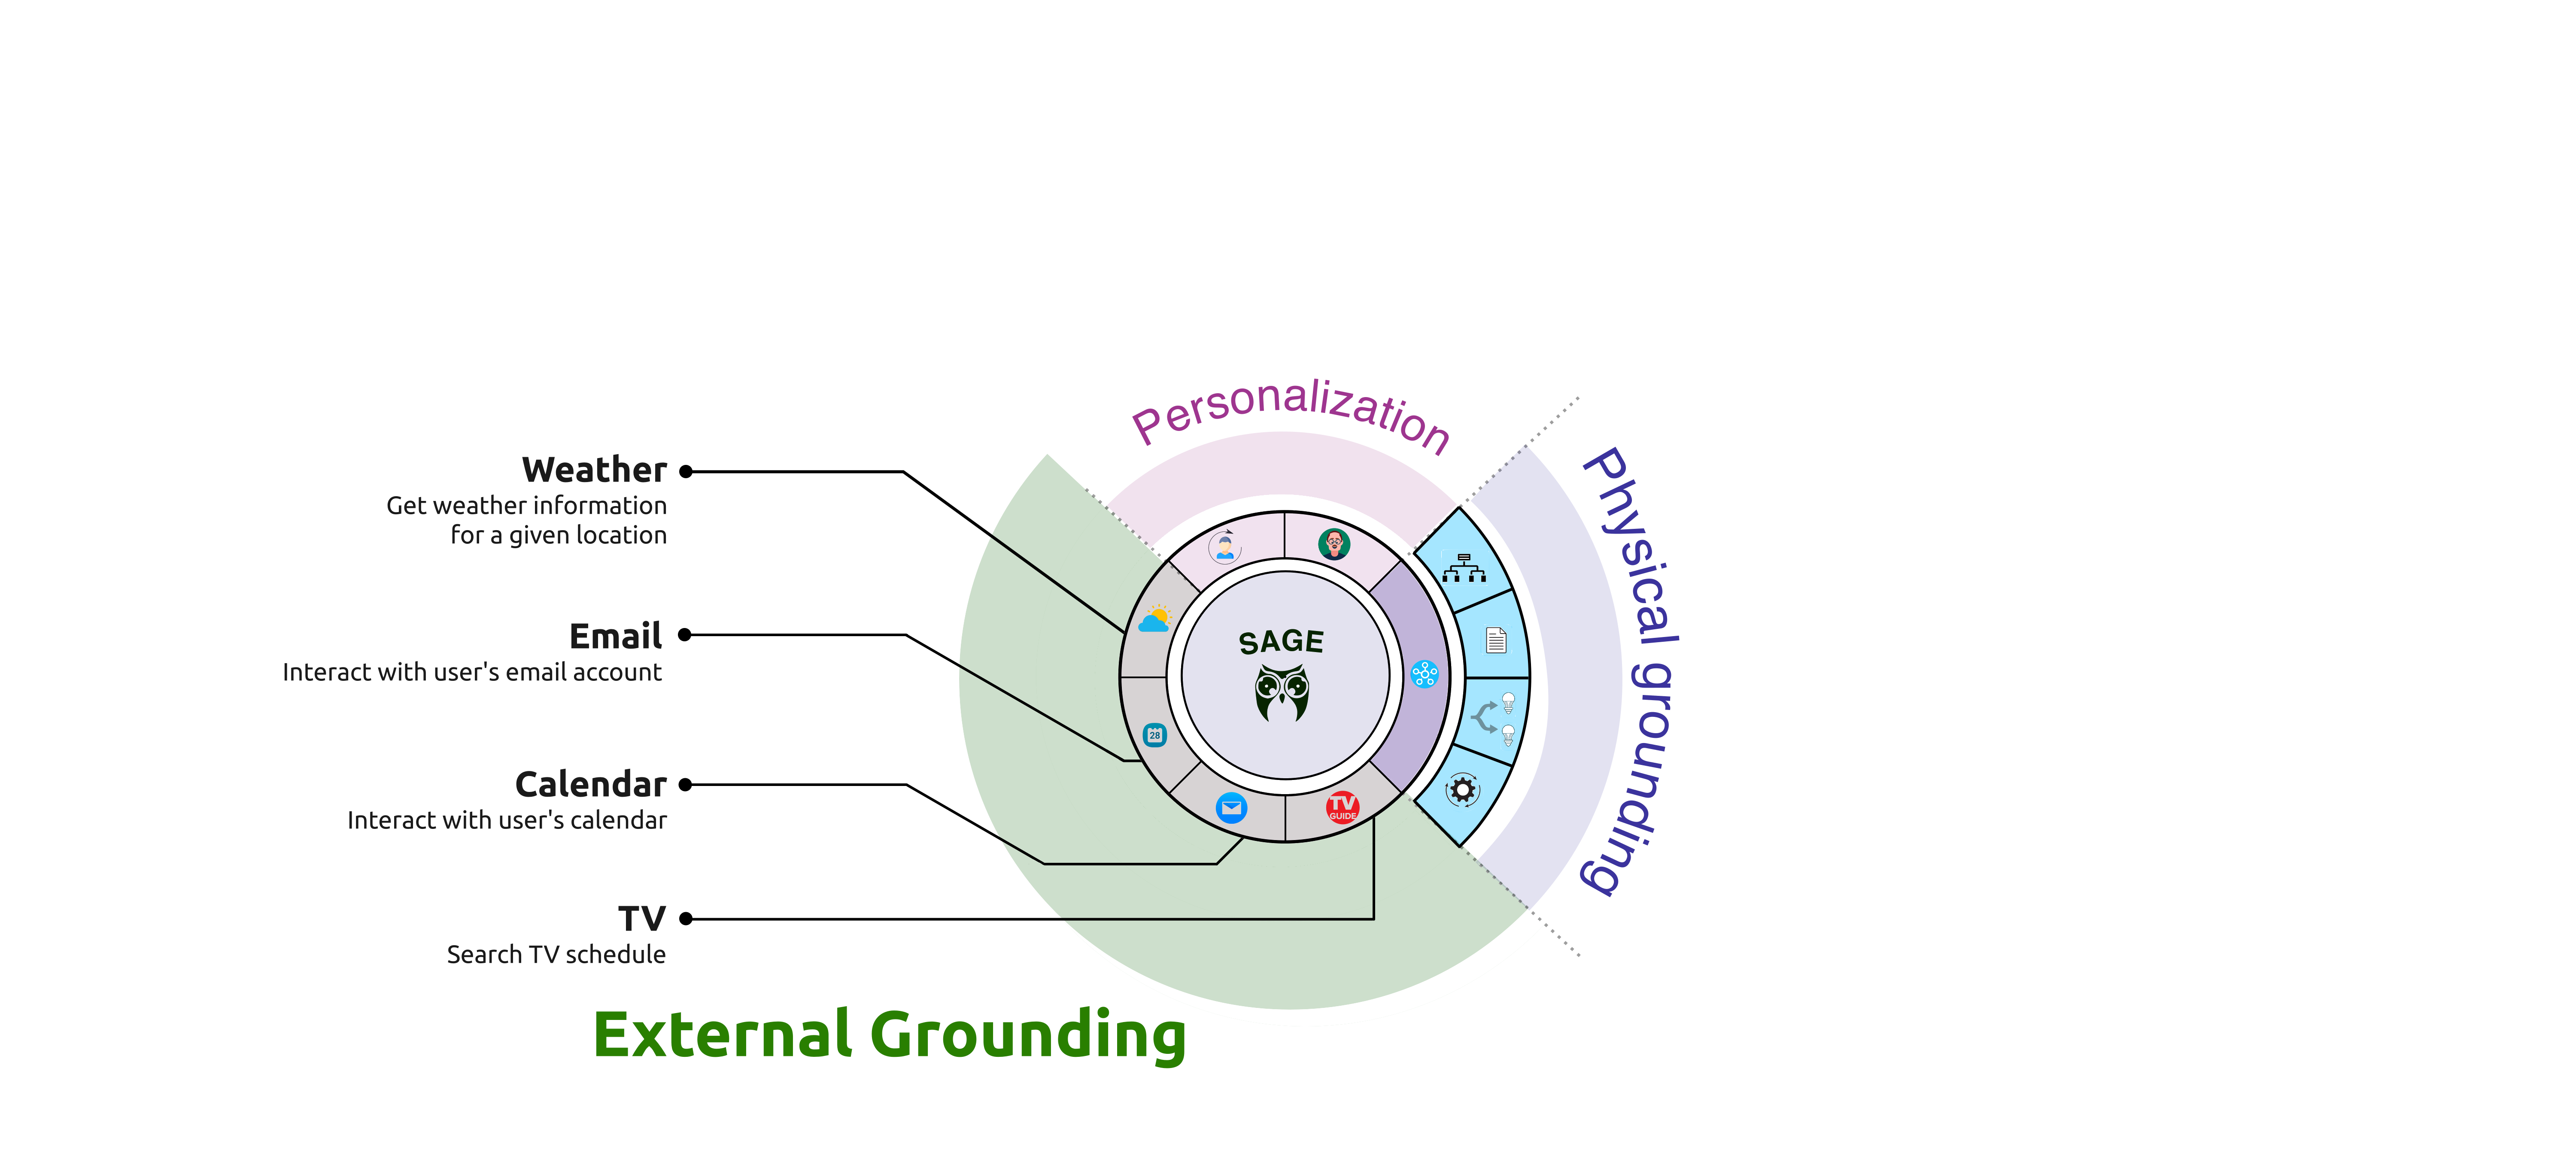 Personalization
Physical grounding
Weather
Get weather information
for a given location
Email
Interact with user's email account
Calendar
Interact with user's calendar
TV
Search TV schedule
External Grounding
SAGE
28
TV
GUIDE